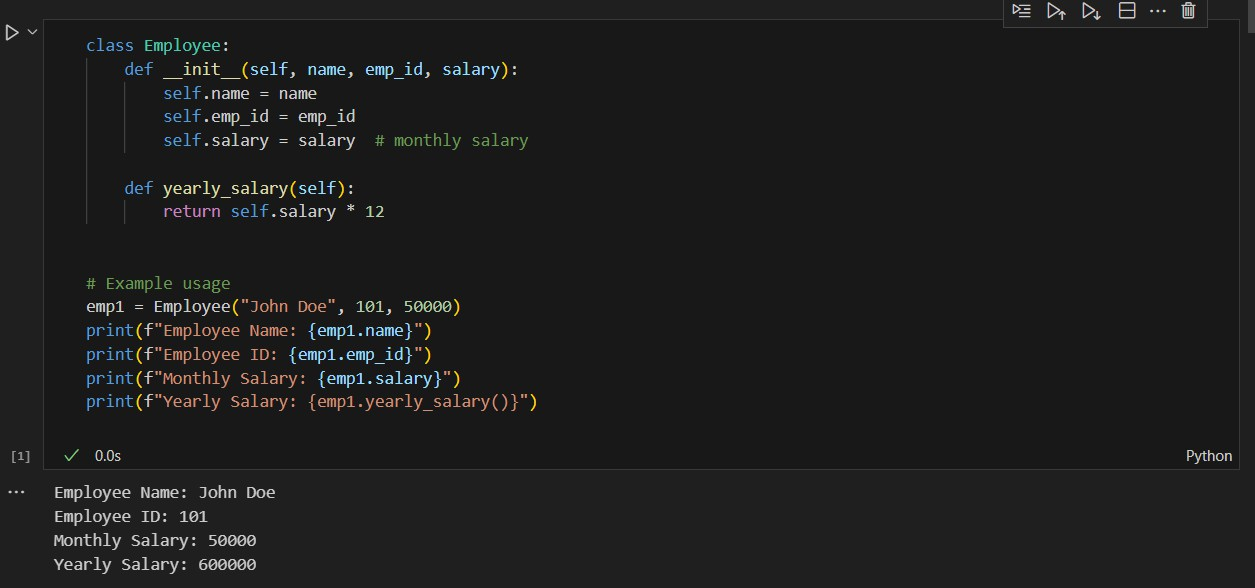 class Employee:
    def __init__(self, name, emp_id, salary):
        self.name = name
        self.emp_id = emp_id
        self.salary = salary  # monthly salary
    def yearly_salary(self):
        return self.salary * 12
# Example usage
emp1 = Employee("John Doe", 101, 50000)
print(f"Employee Name: {emp1.name}")
print(f"Employee ID: {emp1.emp_id}")
print(f"Monthly Salary: {emp1.salary}")
print(f"Yearly Salary: {emp1.yearly_salary()}")
[1] 0.0s Python
Employee Name: John Doe
Employee ID: 101
Monthly Salary: 50000
Yearly Salary: 600000